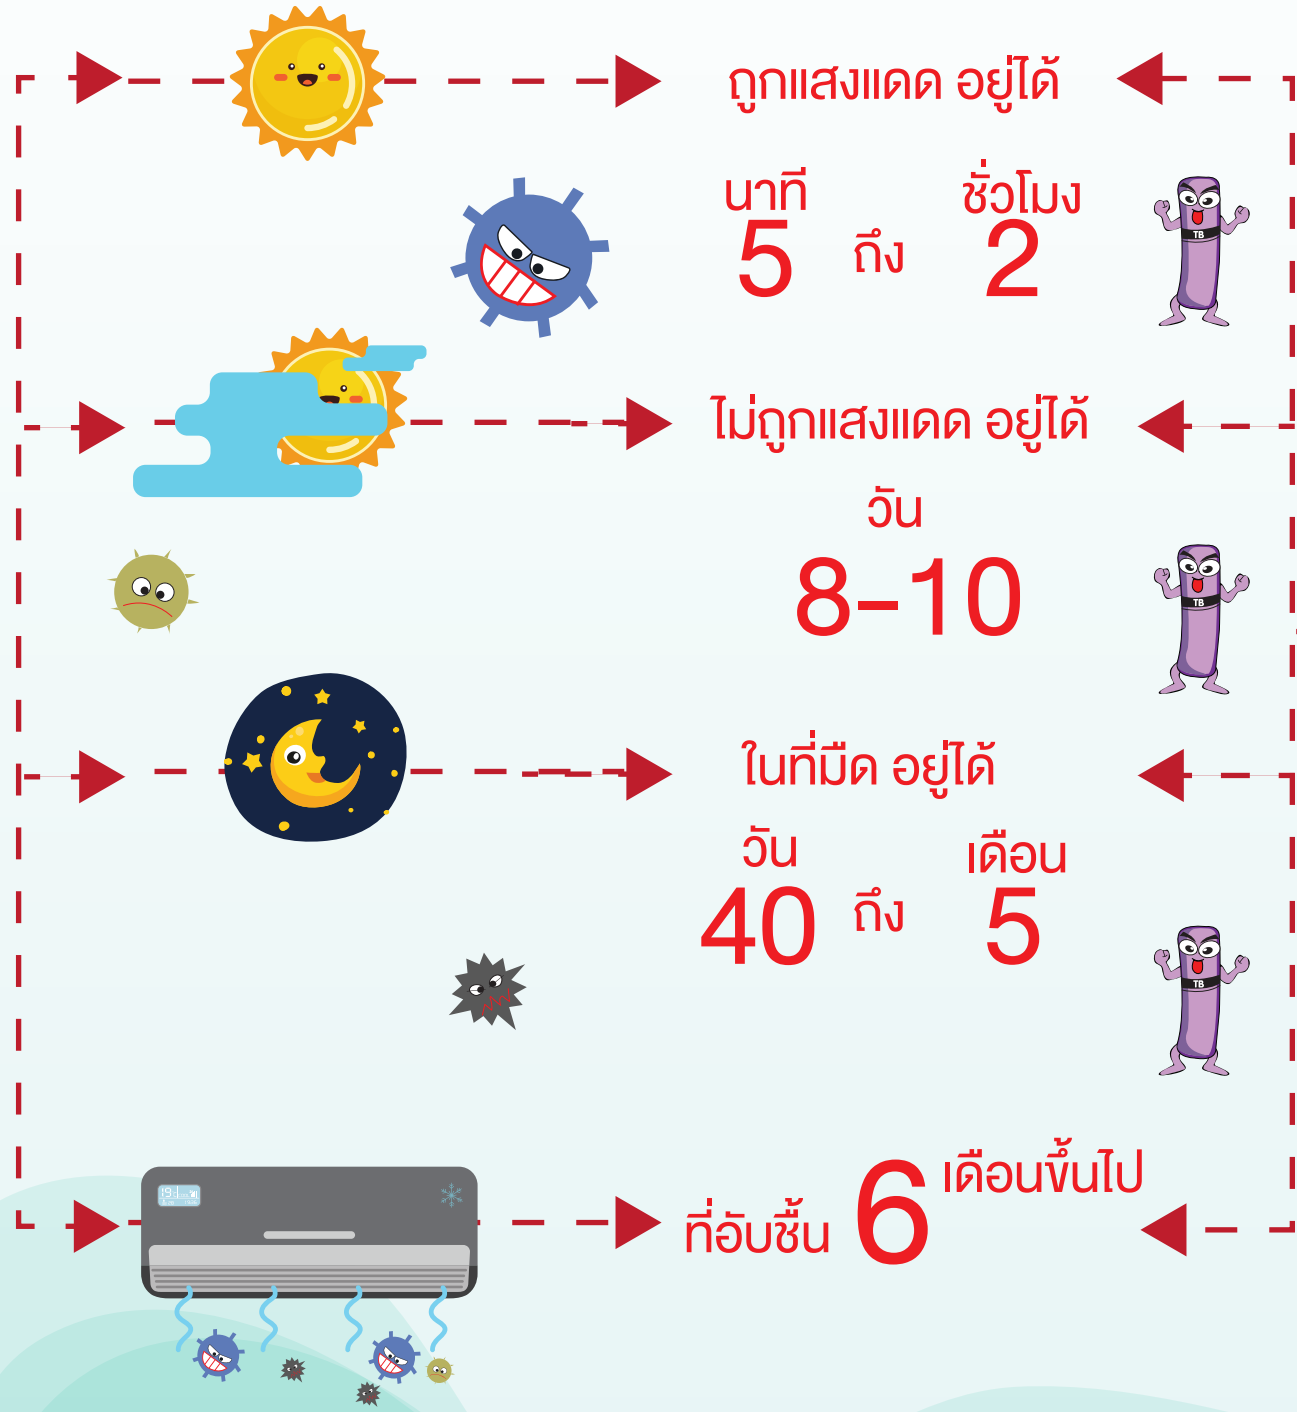 ถูกแสงแดด อยู่ได้
นาที ชั่วโมง
5 ถึง 2
TB
ไม่ถูกแสงแดด อยู่ได้
วัน
8-10
TB
ในที่มืด อยู่ได้
วัน เดือน
40 ถึง 5
TB
ที่อับชื้น 6 เดือนขึ้นไป